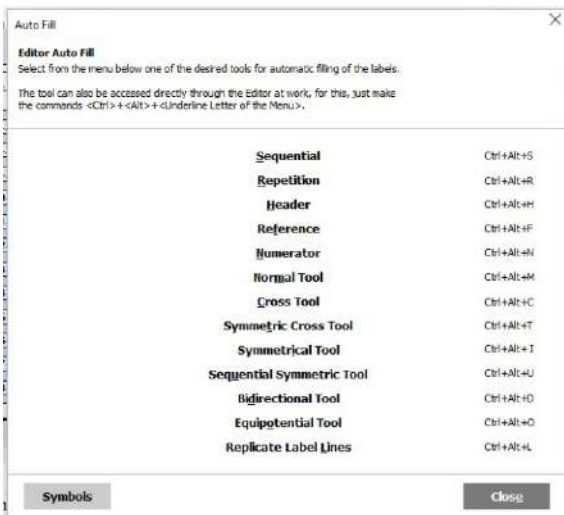 Auto Fill
Editor Auto Fill
Select from the menu below one of the desired tools for automatic filling of the labels.
The tool can also be accessed directly through the Editor at work, for this, just make
the commands <Ctrl>+<Alt>+<Underline Letter of the Menu>.
Sequential Ctrl+Alt+S
Repetition Ctrl+Alt+R
Header Ctrl+Alt+H
Reference Ctrl+Alt+F
Numerator Ctrl+Alt+N
Normal Tool Ctrl+Alt+M
Cross Tool Ctrl+Alt+C
Symmetric Cross Tool Ctrl+Alt+T
Symmetrical Tool Ctrl+Alt+I
Sequential Symmetric Tool Ctrl+Alt+U
Bidirectional Tool Ctrl+Alt+D
Equipotential Tool Ctrl+Alt+O
Replicate Label Lines Ctrl+Alt+L
Symbols Close